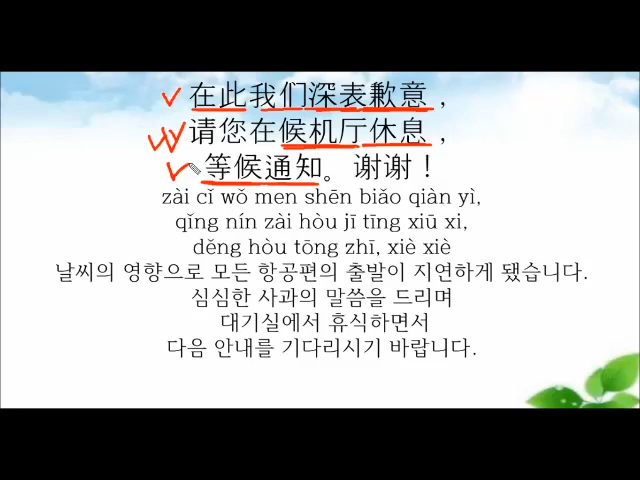 在此我们深表歉意，
请您在候机厅休息，
等候通知。谢谢！
zài cǐ wǒ men shēn biǎo qiàn yì,
qǐng nín zài hòu jī tīng xiū xi,
děng hòu tōng zhī, xiè xiè
날씨의 영향으로 모든 항공편의 출발이 지연하게 됐습니다.
심심한 사과의 말씀을 드리며
대기실에서 휴식하면서
다음 안내를 기다리시기 바랍니다.